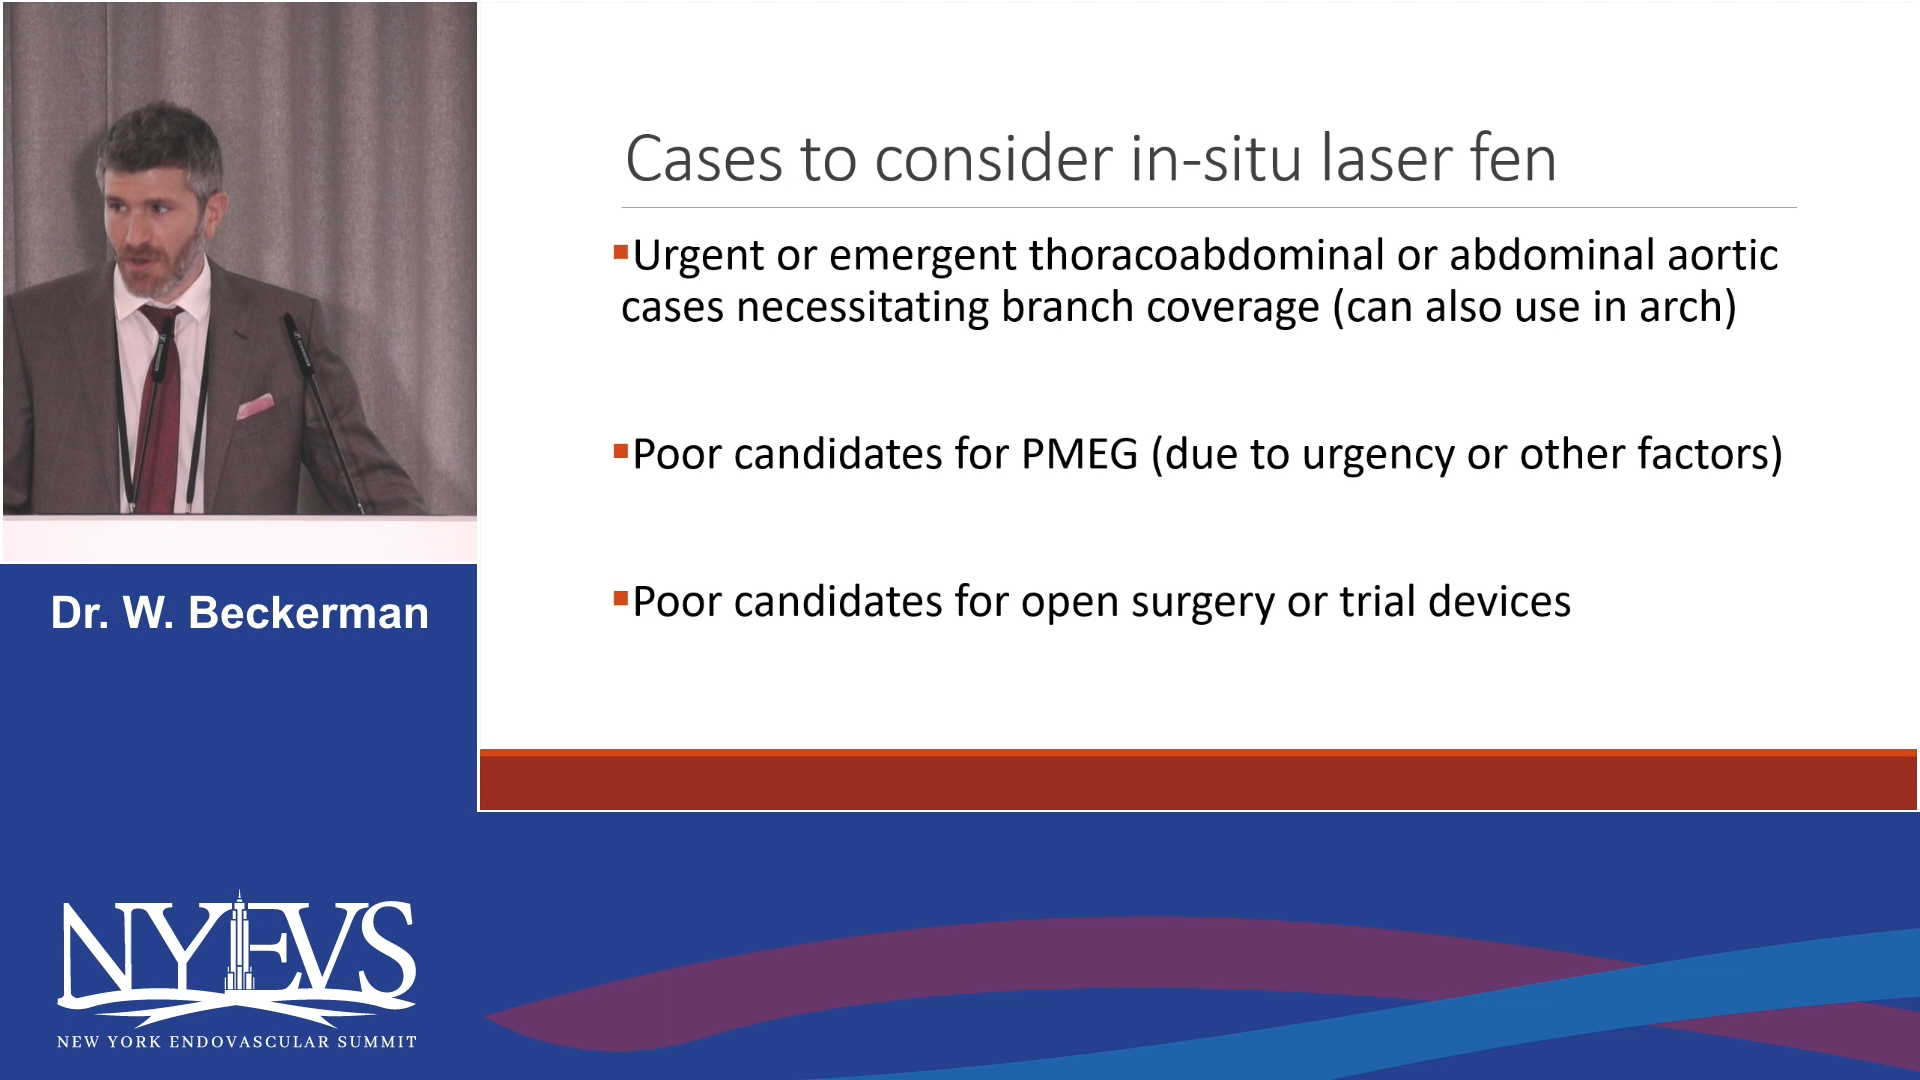 Cases to consider in-situ laser fen
Urgent or emergent thoracoabdominal or abdominal aortic
cases necessitating branch coverage (can also use in arch)
Poor candidates for PMEG (due to urgency or other factors)
Poor candidates for open surgery or trial devices
Dr. W. Beckerman
NYEVS
NEW YORK ENDOVASCULAR SUMMIT